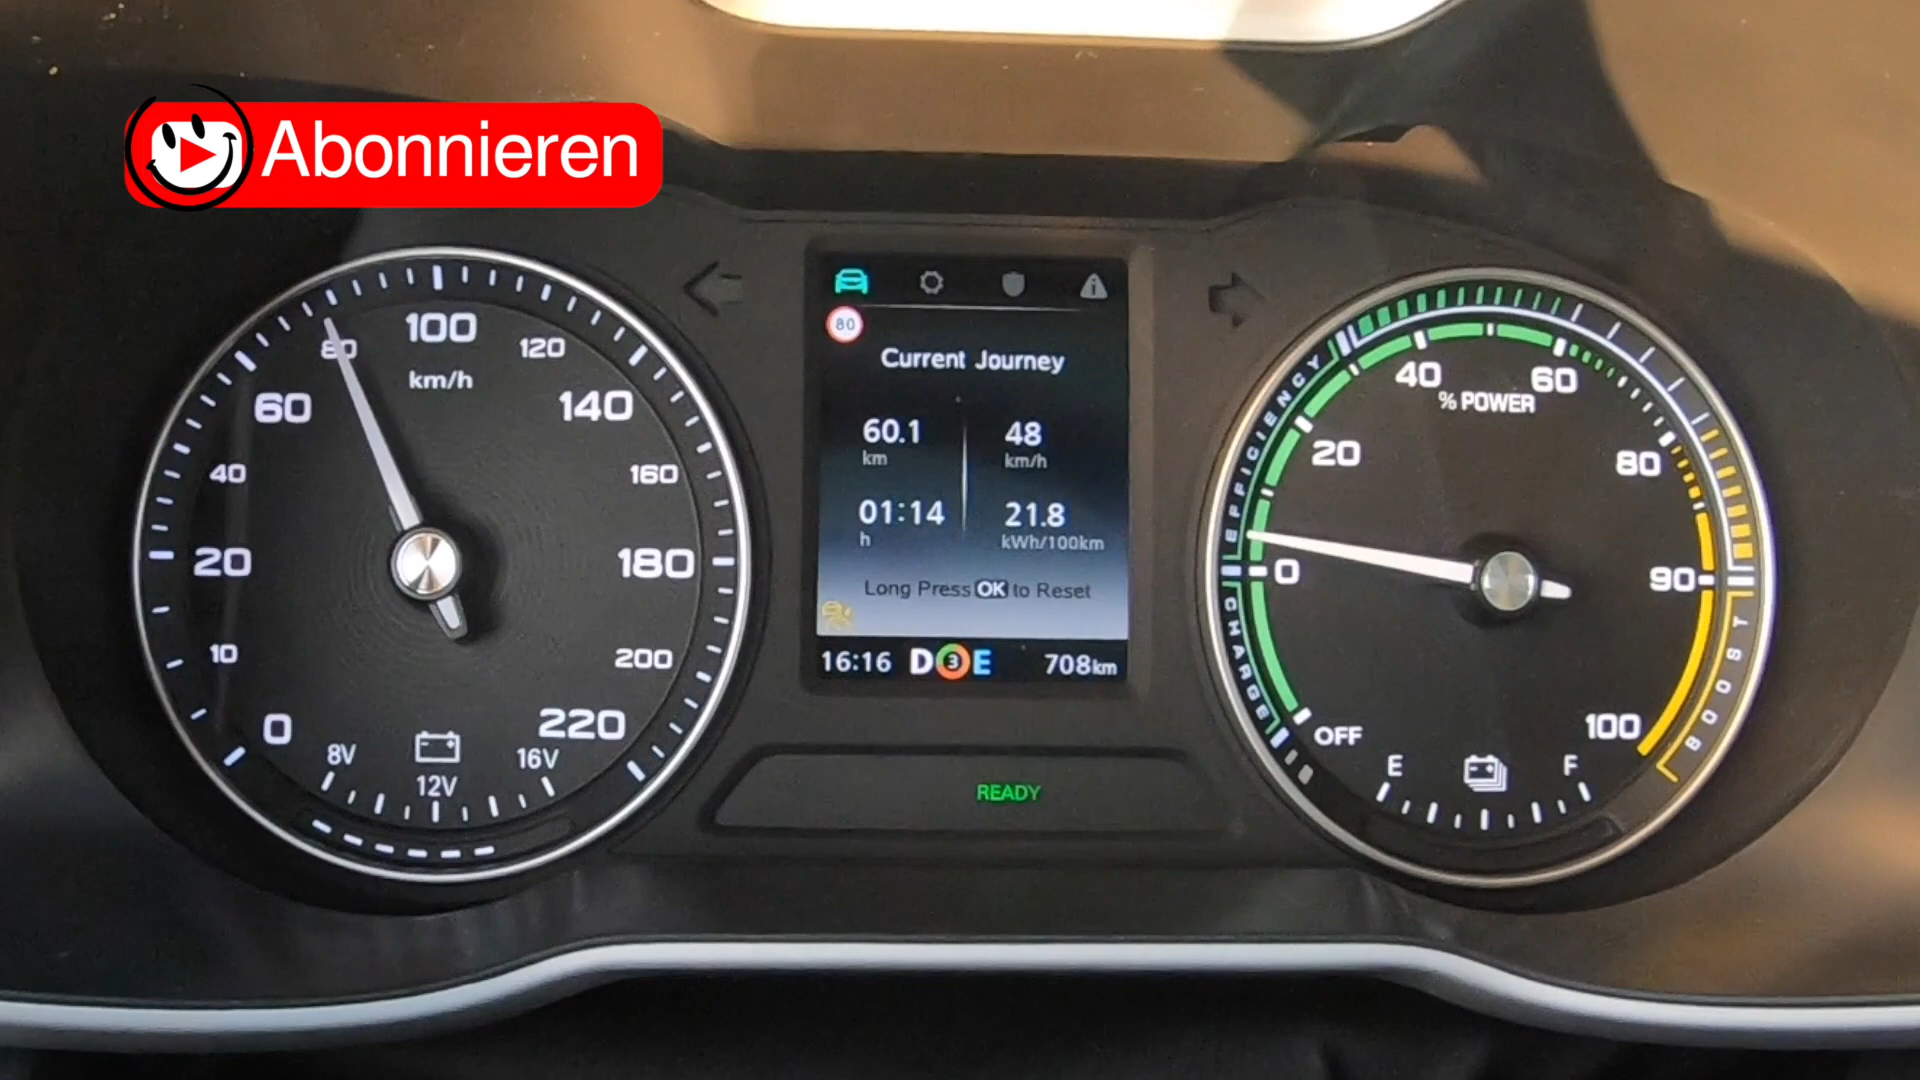 Abonnieren
100
80
120
km/h
60
140
40
160
20
180
10
200
0
220
8V
16V
12V
80
Current Journey
60.1
km
48
km/h
01:14
h
21.8
kWh/100km
Long Press OK to Reset
16:16 D 3 E 708km
READY
EFFICIENCY
40
60
% POWER
20
80
0
90
CHARGE
BOOST
OFF
100
E
F